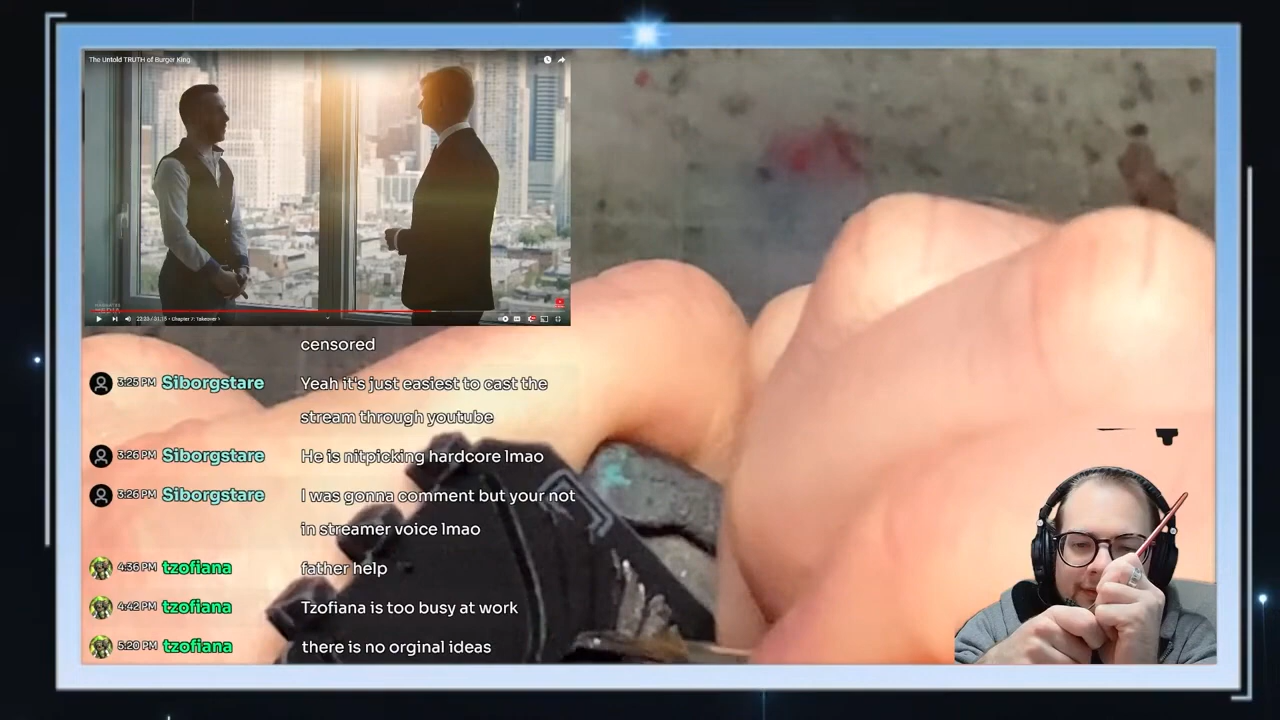 The Untold TRUTH of Burger King
Chapter 7: Takeover
censored
3:25 PM Siborgstare Yeah it's just easiest to cast the
stream through youtube
3:26 PM Siborgstare He is nitpicking hardcore lmao
3:26 PM Siborgstare I was gonna comment but your not
in streamer voice lmao
4:36 PM tzofiana father help
4:42 PM tzofiana Tzofiana is too busy at work
5:20 PM tzofiana there is no orginal ideas